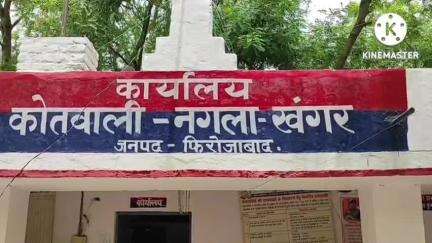 KINEMASTER
कार्यालय
कोतवाली - नगला - खंगर
जनपद - फिरोजाबाद .
कार्यालय